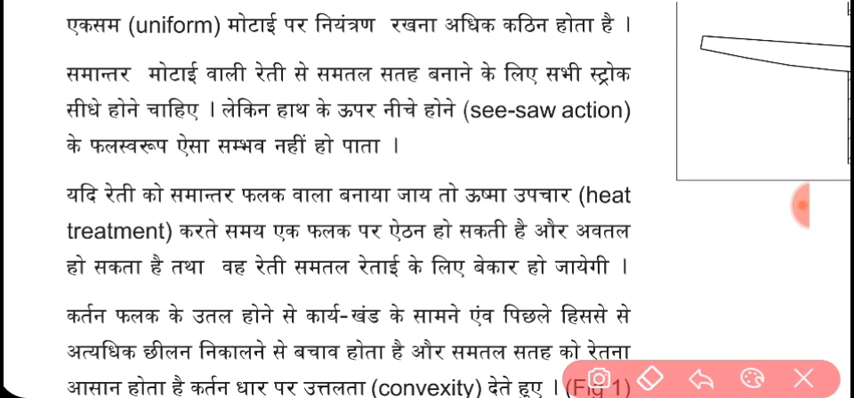 एकसम (uniform) मोटाई पर नियंत्रण रखना अधिक कठिन होता है ।
समान्तर मोटाई वाली रेती से समतल सतह बनाने के लिए सभी स्ट्रोक
सीधे होने चाहिए । लेकिन हाथ के ऊपर नीचे होने (see-saw action)
के फलस्वरूप ऐसा सम्भव नहीं हो पाता ।
यदि रेती को समान्तर फलक वाला बनाया जाय तो ऊष्मा उपचार (heat
treatment) करते समय एक फलक पर ऐठन हो सकती है और अवतल
हो सकता है तथा वह रेती समतल रेताई के लिए बेकार हो जायेगी ।
कर्तन फलक के उतल होने से कार्य-खंड के सामने एंव पिछले हिससे से
अत्यधिक छीलन निकालने से बचाव होता है और समतल सतह को रेतना
आसान होता है कर्तन धार पर उत्तलता (convexity) देते हुए । (Fig 1)